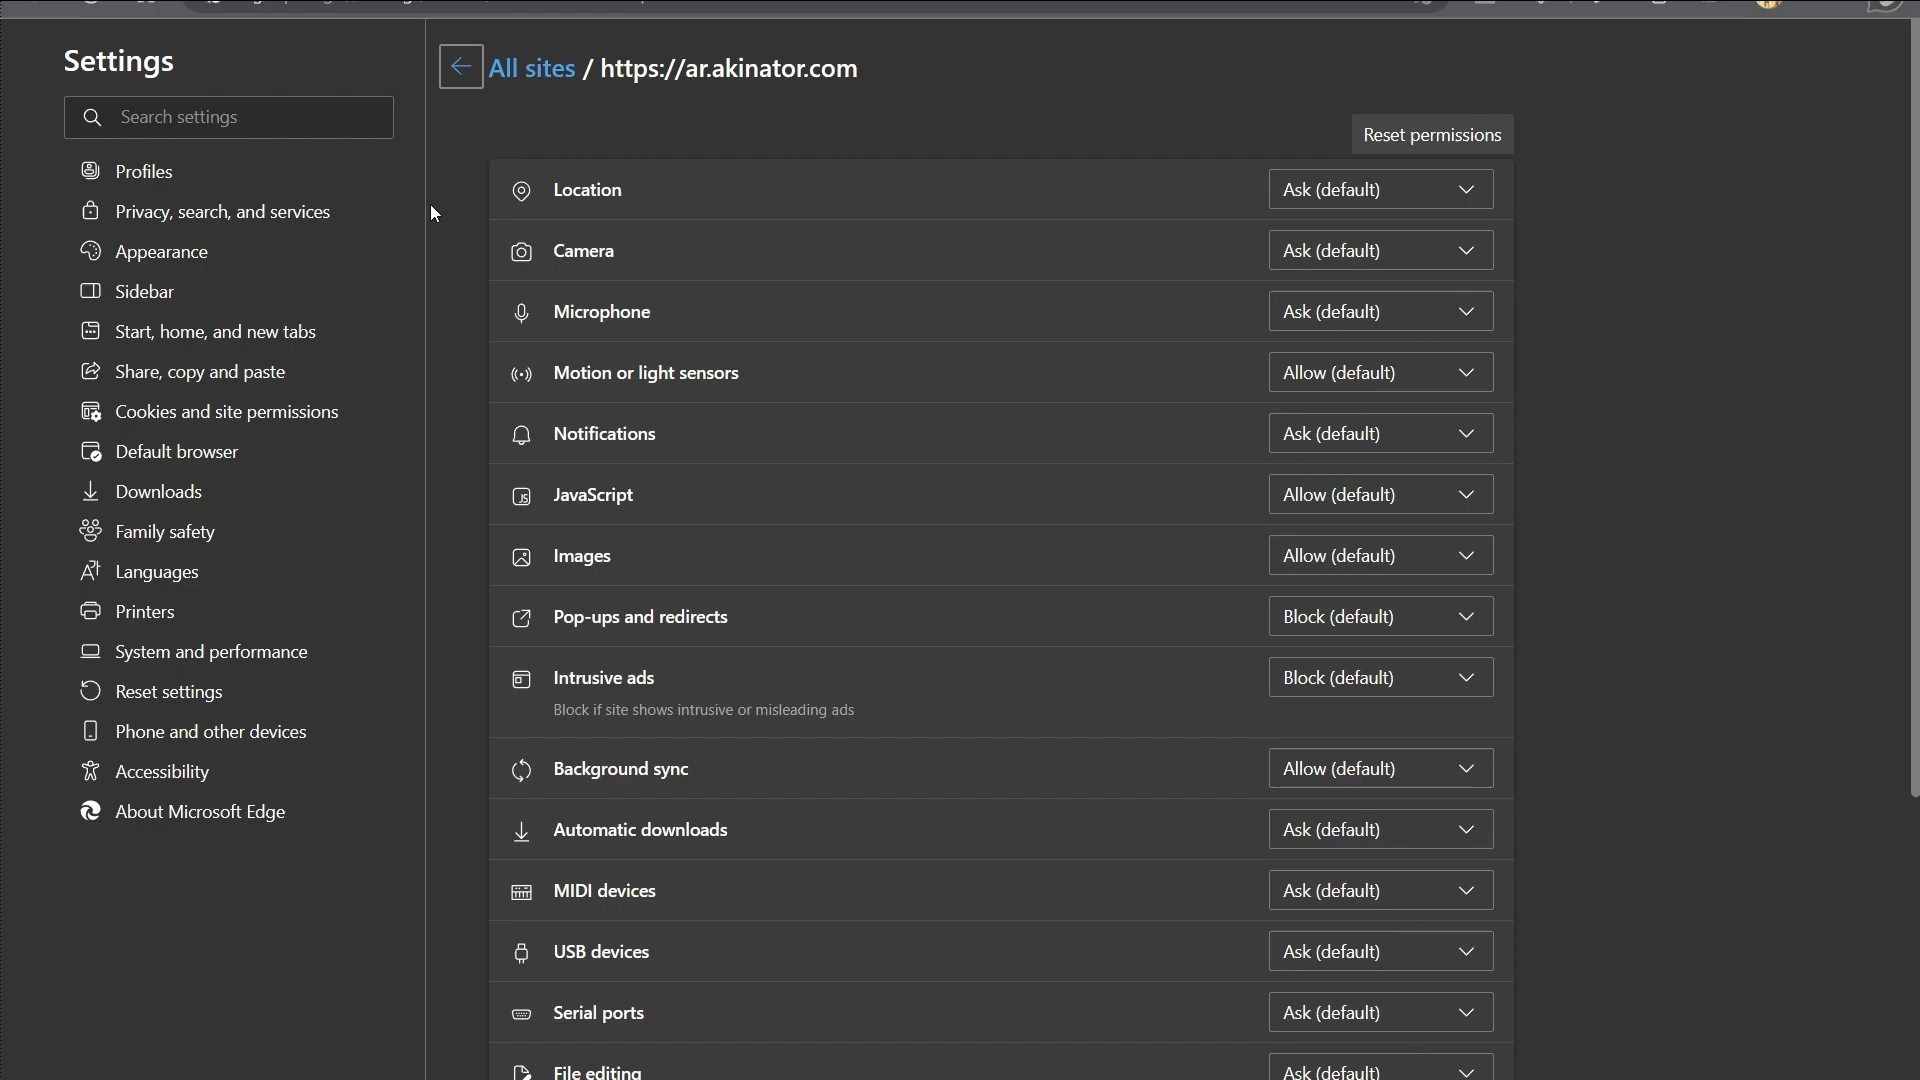 Settings
Search settings
Profiles
Privacy, search, and services
Appearance
Sidebar
Start, home, and new tabs
Share, copy and paste
Cookies and site permissions
Default browser
Downloads
Family safety
Languages
Printers
System and performance
Reset settings
Phone and other devices
Accessibility
About Microsoft Edge
All sites / https://ar.akinator.com
Reset permissions
Location Ask (default)
Camera Ask (default)
Microphone Ask (default)
Motion or light sensors Allow (default)
Notifications Ask (default)
JavaScript Allow (default)
Images Allow (default)
Pop-ups and redirects Block (default)
Intrusive ads Block (default)
Block if site shows intrusive or misleading ads
Background sync Allow (default)
Automatic downloads Ask (default)
MIDI devices Ask (default)
USB devices Ask (default)
Serial ports Ask (default)
File editing Ask (default)